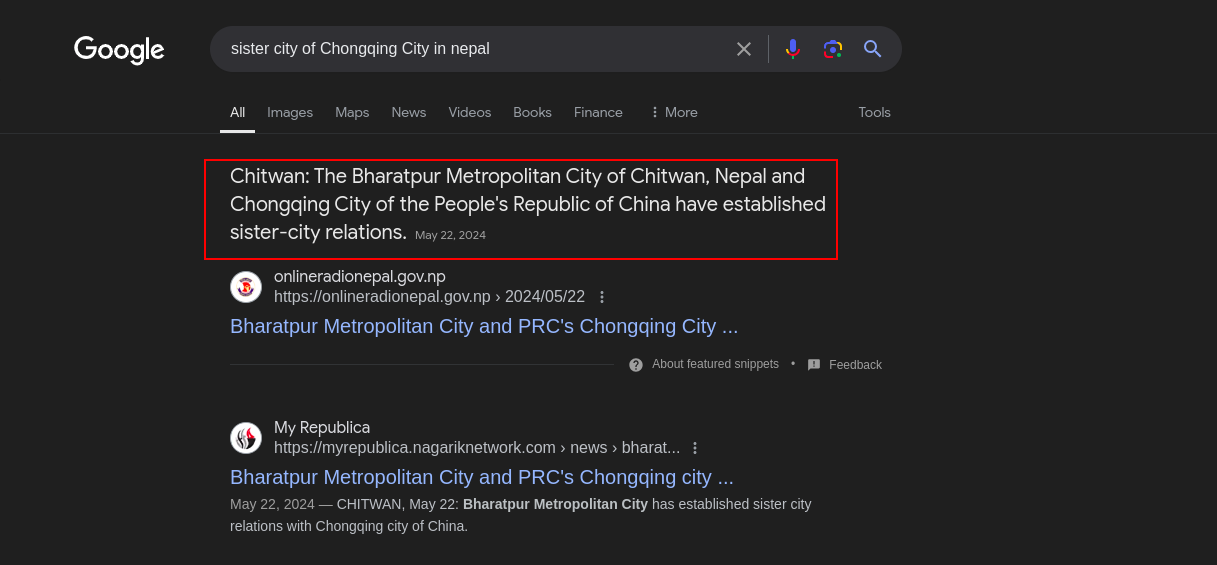 Google
sister city of Chongqing City in nepal
All Images Maps News Videos Books Finance More Tools
Chitwan: The Bharatpur Metropolitan City of Chitwan, Nepal and
Chongqing City of the People's Republic of China have established
sister-city relations. May 22, 2024
onlineradionepal.gov.np
https://onlineradionepal.gov.np › 2024/05/22
Bharatpur Metropolitan City and PRC's Chongqing City ...
About featured snippets • Feedback
My Republica
https://myrepublica.nagariknetwork.com › news › bharat...
Bharatpur Metropolitan City and PRC's Chongqing city ...
May 22, 2024 — CHITWAN, May 22: Bharatpur Metropolitan City has established sister city
relations with Chongqing city of China.